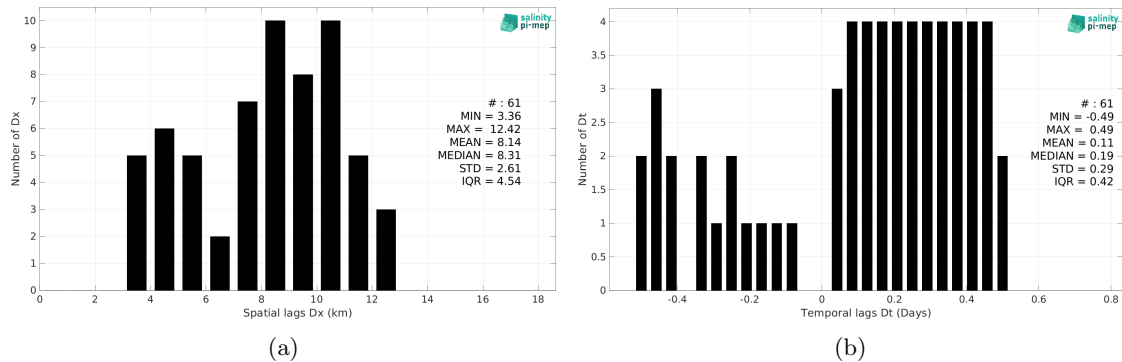 10
9
8
7
6
5
4
3
2
1
0
Number of Dx
0 2 4 6 8 10 12 14 16 18
Spatial lags Dx (km)
salinity
pi-mep
# : 61
MIN = 3.36
MAX = 12.42
MEAN = 8.14
MEDIAN = 8.31
STD = 2.61
IQR = 4.54
(a)
4
3.5
3
2.5
2
1.5
1
0.5
0
Number of Dt
-0.4 -0.2 0 0.2 0.4 0.6 0.8
Temporal lags Dt (Days)
salinity
pi-mep
# : 61
MIN = -0.49
MAX = 0.49
MEAN = 0.11
MEDIAN = 0.19
STD = 0.29
IQR = 0.42
(b)